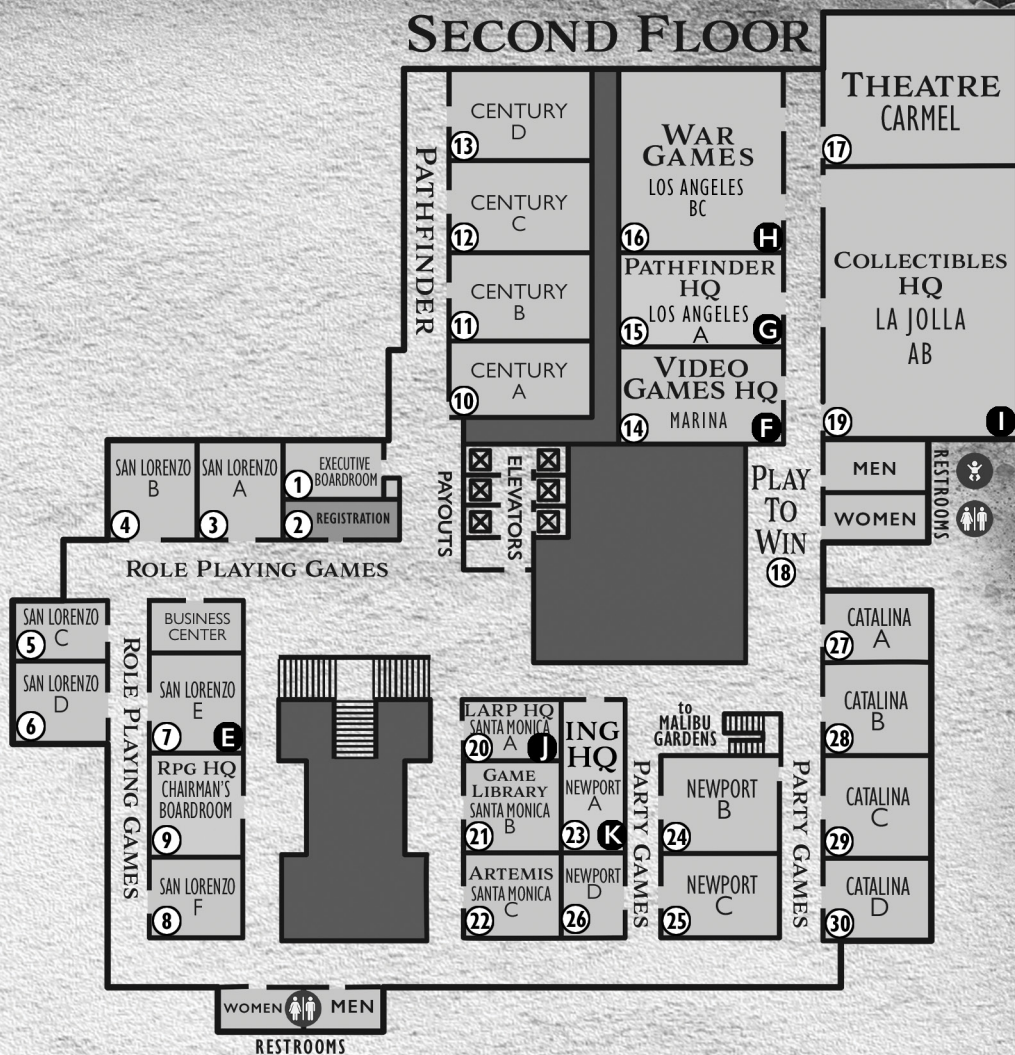 SECOND FLOOR
THEATRE
CARMEL
17
PATHFINDER
CENTURY
D
13
CENTURY
C
12
CENTURY
B
11
CENTURY
A
10
WAR
GAMES
LOS ANGELES
BC
16
H
PATHFINDER
HQ
LOS ANGELES
A
15
G
VIDEO
GAMES HQ
MARINA
14
F
COLLECTIBLES
HQ
LA JOLLA
AB
19
I
SAN LORENZO
B
4
SAN LORENZO
A
3
EXECUTIVE
BOARDROOM
1
2
REGISTRATION
PAYOUTS
ELEVATORS
PLAY
TO
WIN
18
MEN
WOMEN
RESTROOMS
ROLE PLAYING GAMES
SAN LORENZO
C
5
SAN LORENZO
D
6
ROLE PLAYING GAMES
BUSINESS
CENTER
SAN LORENZO
E
7
E
RPG HQ
CHAIRMAN'S
BOARDROOM
9
SAN LORENZO
F
8
LARP HQ
SANTA MONICA
A
20
J
GAME
LIBRARY
SANTA MONICA
B
21
ARTEMIS
SANTA MONICA
C
22
ING
HQ
NEWPORT
A
23
K
NEWPORT
D
26
PARTY GAMES
to
MALIBU
GARDENS
NEWPORT
B
24
NEWPORT
C
25
PARTY GAMES
CATALINA
A
27
CATALINA
B
28
CATALINA
C
29
CATALINA
D
30
WOMEN
MEN
RESTROOMS